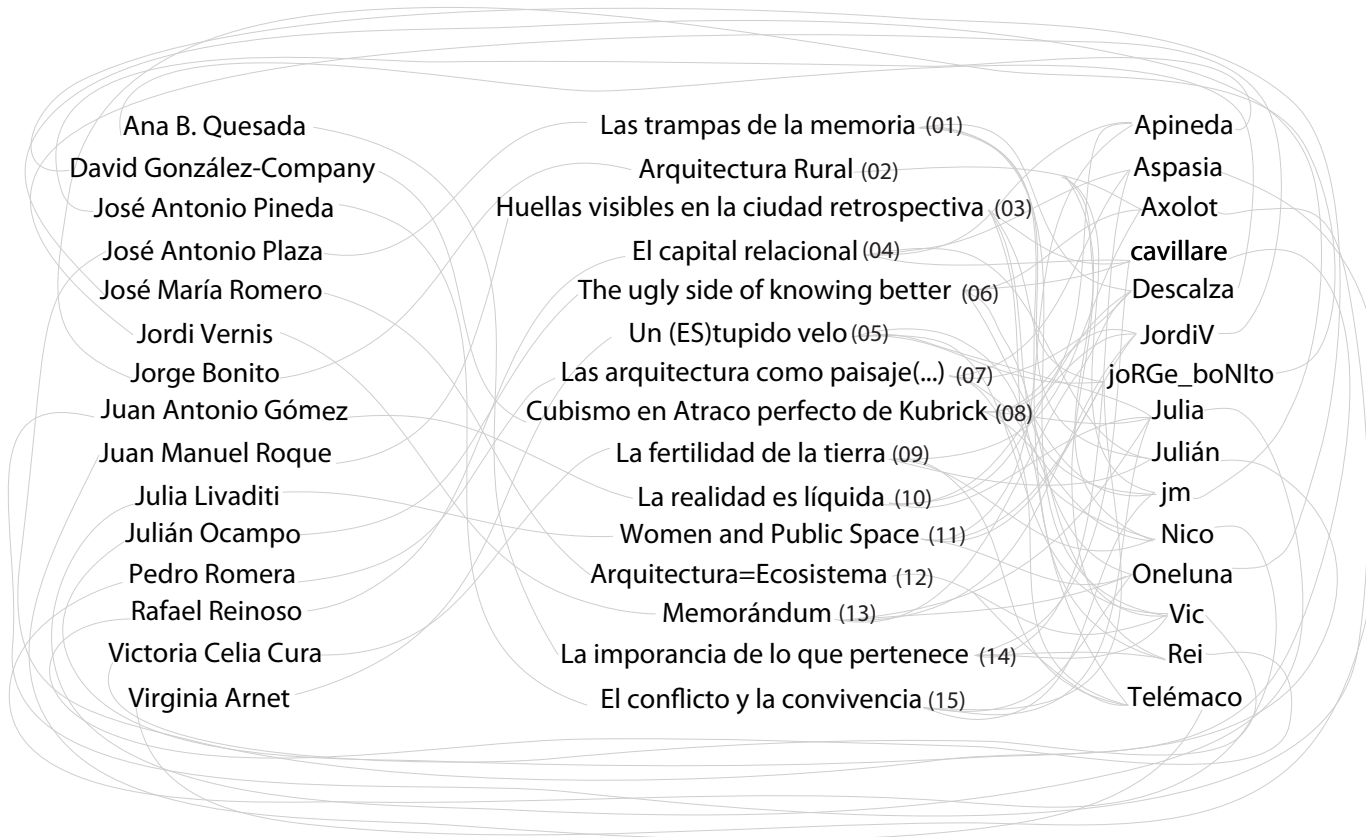 Ana B. Quesada
David González-Company
José Antonio Pineda
José Antonio Plaza
José María Romero
Jordi Vernis
Jorge Bonito
Juan Antonio Gómez
Juan Manuel Roque
Julia Livaditi
Julián Ocampo
Pedro Romera
Rafael Reinoso
Victoria Celia Cura
Virginia Arnet
Las trampas de la memoria (01)
Arquitectura Rural (02)
Huellas visibles en la ciudad retrospectiva (03)
El capital relacional (04)
The ugly side of knowing better (06)
Un (ES)tupido velo (05)
Las arquitectura como paisaje(...) (07)
Cubismo en Atraco perfecto de Kubrick (08)
La fertilidad de la tierra (09)
La realidad es líquida (10)
Women and Public Space (11)
Arquitectura=Ecosistema (12)
Memorándum (13)
La imporancia de lo que pertenece (14)
El conflicto y la convivencia (15)
Apineda
Aspasia
Axolot
cavillare
Descalza
JordiV
joRGe_boNIto
Julia
Julián
jm
Nico
Oneluna
Vic
Rei
Telémaco